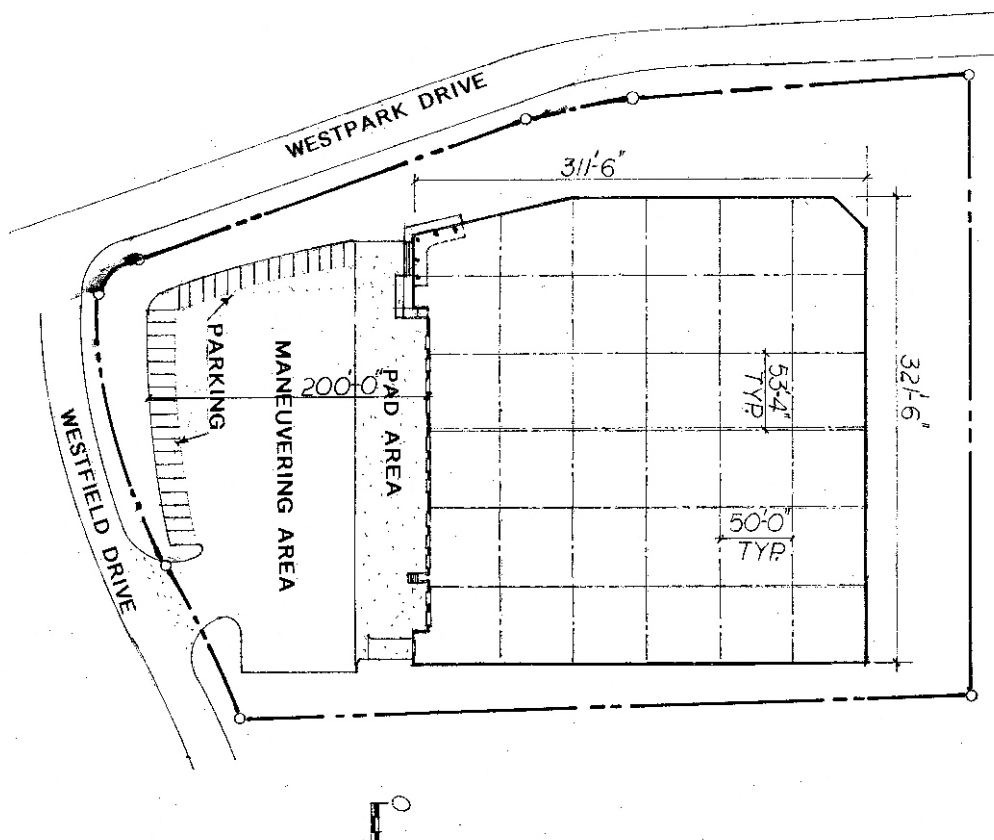 WESTPARK DRIVE
311'-6"
321'-6"
53'-4"
TYP.
50'-0"
TYP.
200'-0"
PAD AREA
MANEUVERING AREA
PARKING
WESTFIELD DRIVE
0